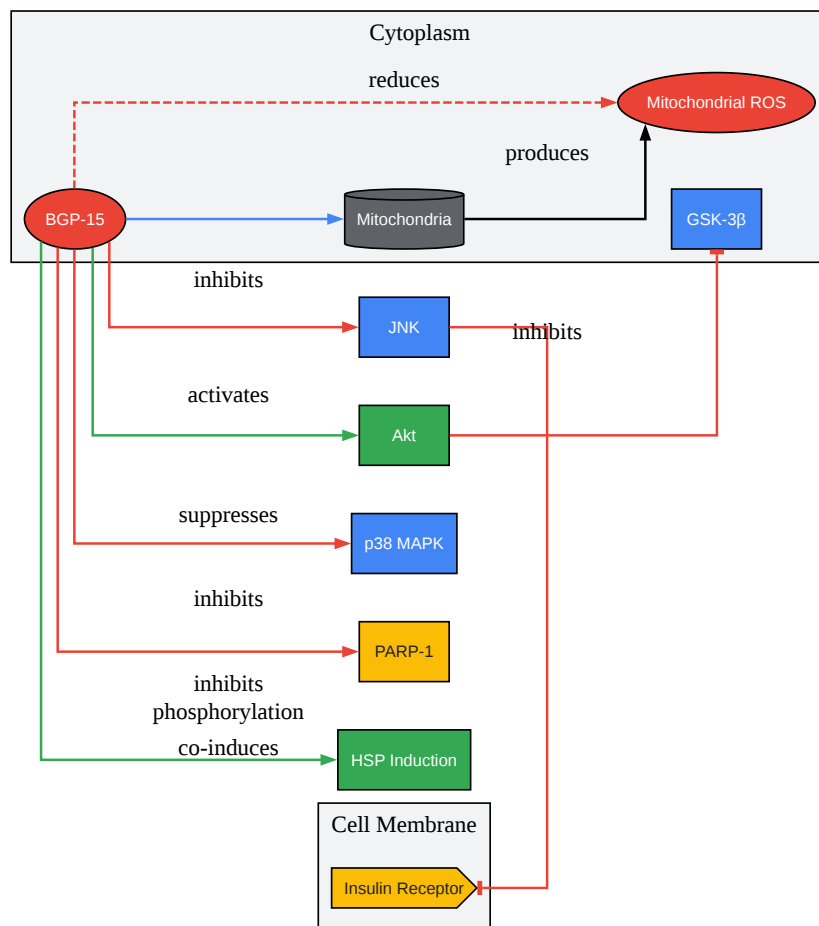 Cytoplasm
reduces
Mitochondrial ROS
produces
BGP-15
Mitochondria
GSK-3β
inhibits
JNK
inhibits
activates
Akt
suppresses
p38 MAPK
inhibits
PARP-1
inhibits
phosphorylation
co-induces
HSP Induction
Cell Membrane
Insulin Receptor